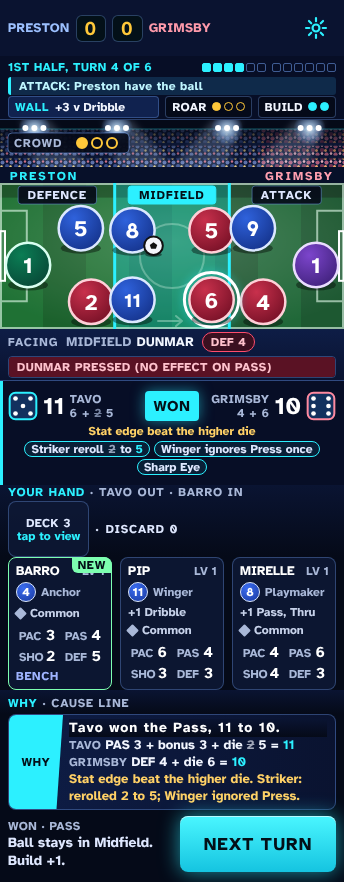 PRESTON 0 0 GRIMSBY
1ST HALF, TURN 4 OF 6
ATTACK: Preston have the ball
WALL +3 v Dribble
ROAR
BUILD
CROWD
PRESTON GRIMSBY
DEFENCE MIDFIELD ATTACK
5 8 5 9
1 1
2 11 6 4
FACING MIDFIELD DUNMAR DEF 4
DUNMAR PRESSED (NO EFFECT ON PASS)
11 TAVO
6 + 2 5
WON
GRIMSBY 10
4 + 6
Stat edge beat the higher die
Striker reroll 2 to 5
Winger ignores Press once
Sharp Eye
YOUR HAND · TAVO OUT · BARRO IN
DECK 3
tap to view
· DISCARD 0
BARRO
NEW
4 Anchor
Common
PAC 3 PAS 4
SHO 2 DEF 5
BENCH
PIP LV 1
11 Winger
+1 Dribble
Common
PAC 6 PAS 4
SHO 3 DEF 3
MIRELLE LV 1
8 Playmaker
+1 Pass, Thru
Common
PAC 4 PAS 6
SHO 4 DEF 3
WHY · CAUSE LINE
WHY
Tavo won the Pass, 11 to 10.
TAVO PAS 3 + bonus 3 + die 2 5 = 11
GRIMSBY DEF 4 + die 6 = 10
Stat edge beat the higher die. Striker:
rerolled 2 to 5; Winger ignored Press.
WON · PASS
Ball stays in Midfield.
Build +1.
NEXT TURN